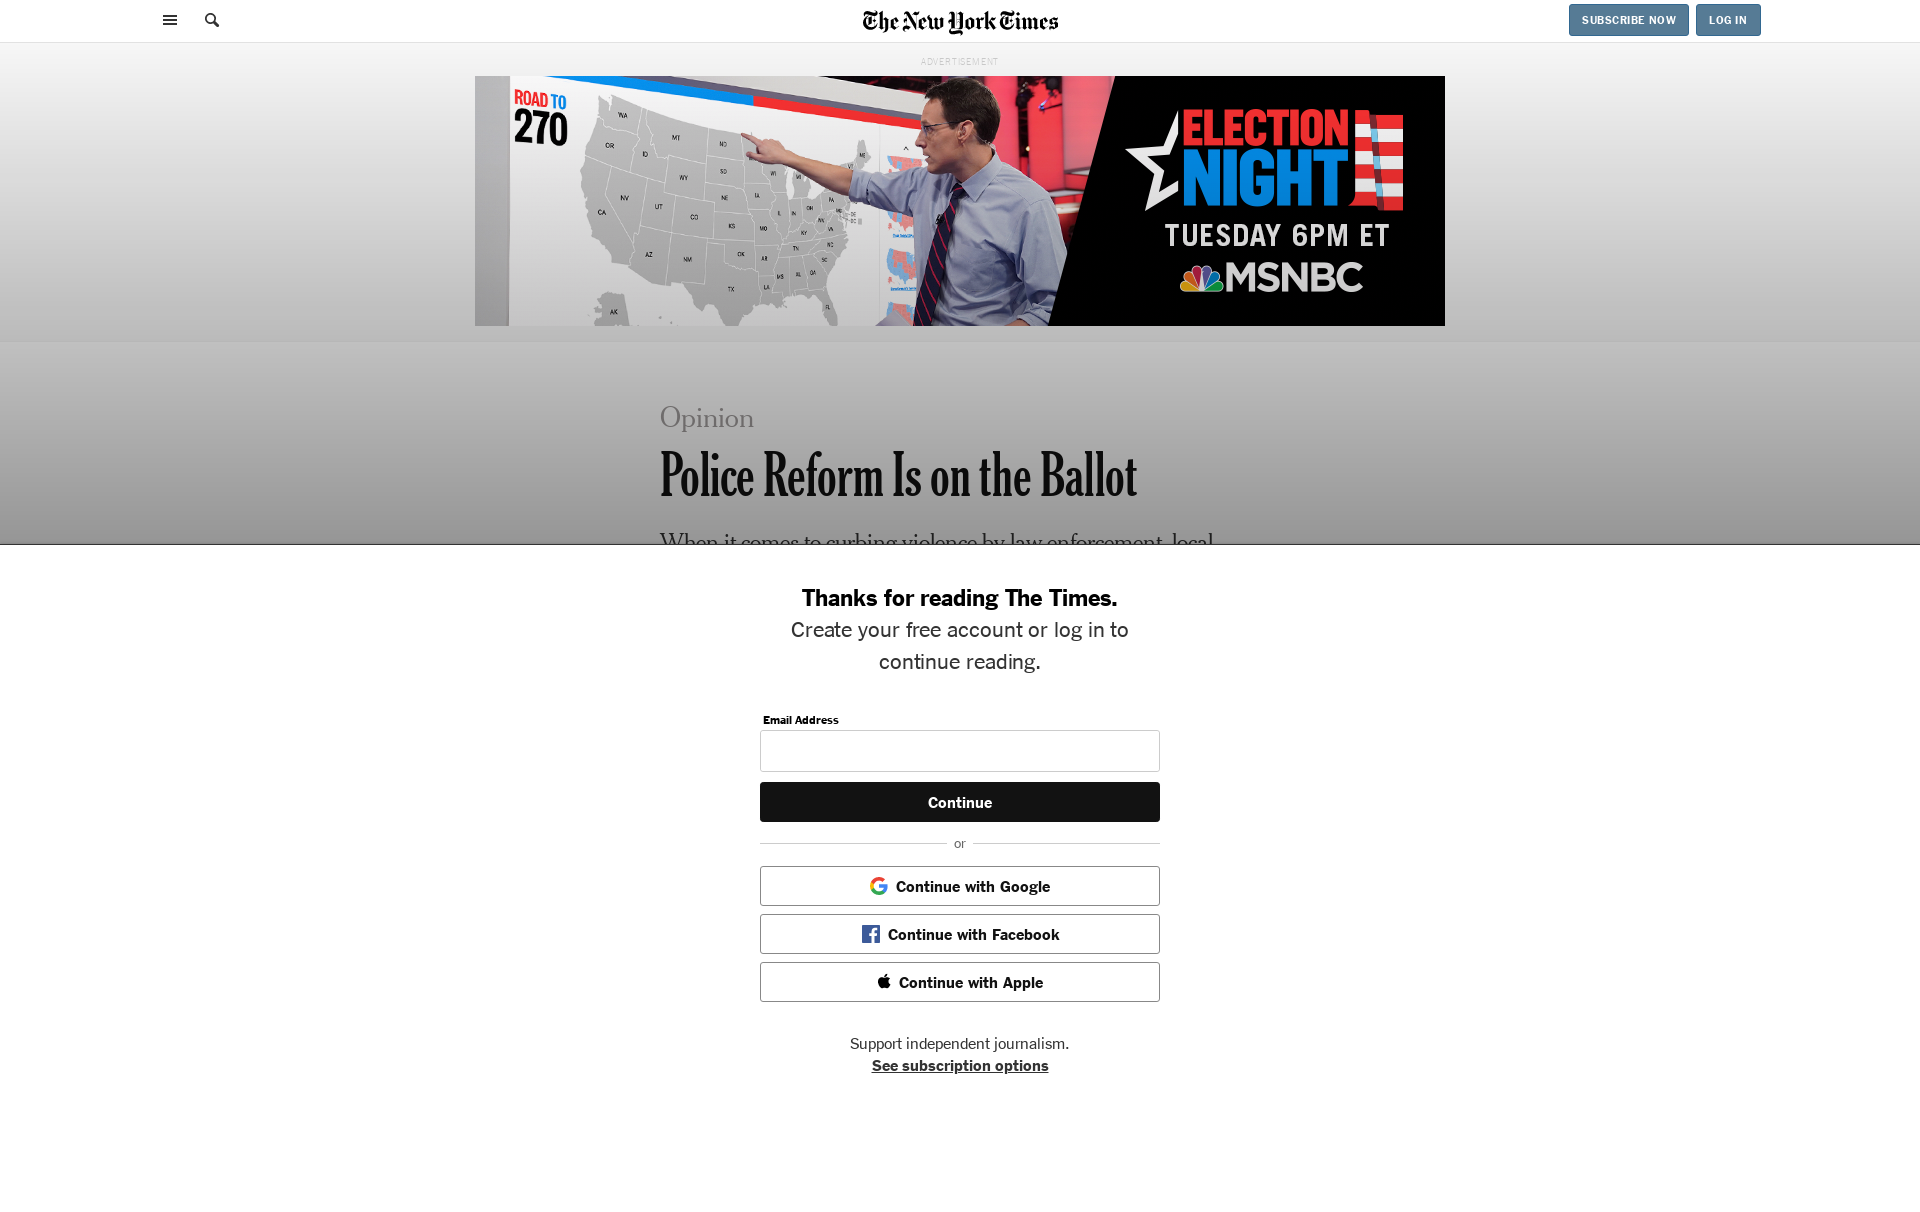 The New York Times
SUBSCRIBE NOW
LOG IN
ADVERTISEMENT
ROAD TO
270
WA
OR
MT
ID
ND
SD
WY
NV
UT
CA
CO
NE
KS
AZ
NM
OK
TX
AK
IA
WI
MI
IL
IN
OH
PA
MO
KY
WV
VA
TN
NC
AR
SC
MS
AL
GA
LA
FL
VT
ME
MD
DE
DC
ELECTION
NIGHT
TUESDAY 6PM ET
MSNBC
Opinion
Police Reform Is on the Ballot
When it comes to curbing violence by law enforcement, local
Thanks for reading The Times.
Create your free account or log in to
continue reading.
Email Address
Continue
or
Continue with Google
Continue with Facebook
Continue with Apple
Support independent journalism.
See subscription options